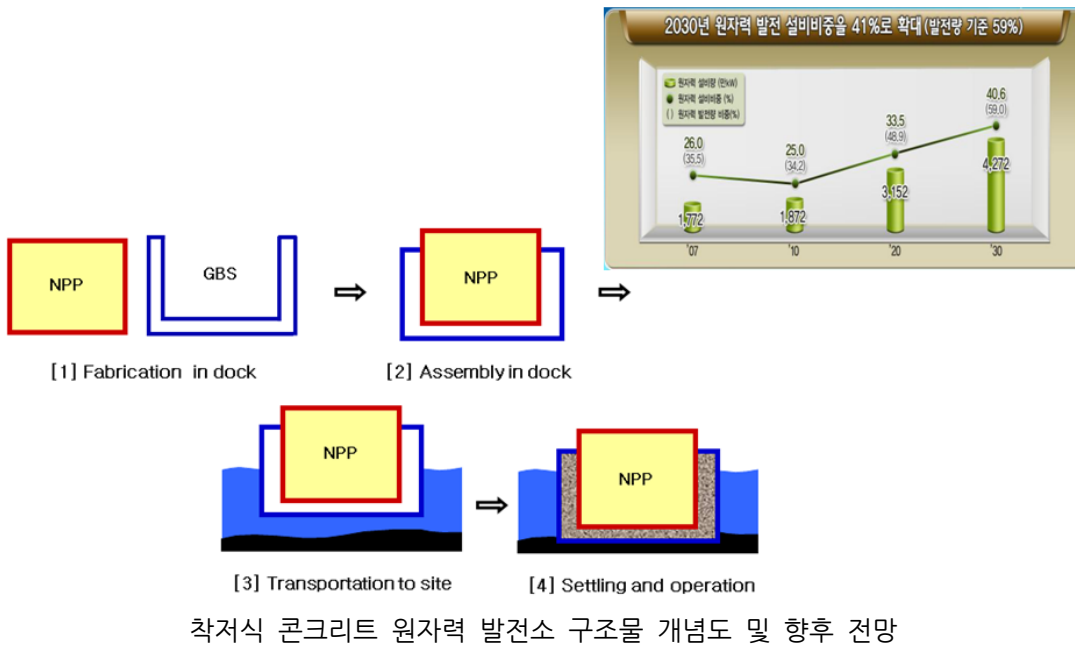 2030년 원자력 발전 설비비중을 41%로 확대 (발전량 기준 59%)
원자력 설비량 (만kW)
원자력 설비비중 (%)
( ) 원자력 발전량 비중(%)
26.0
(35.5)
25.0
(34.2)
33.5
(48.9)
40.6
(59.0)
1,772
1,872
3,152
4,272
'07 '10 '20 '30
NPP GBS NPP
[1] Fabrication in dock [2] Assembly in dock
NPP NPP
[3] Transportation to site [4] Settling and operation
착저식 콘크리트 원자력 발전소 구조물 개념도 및 향후 전망